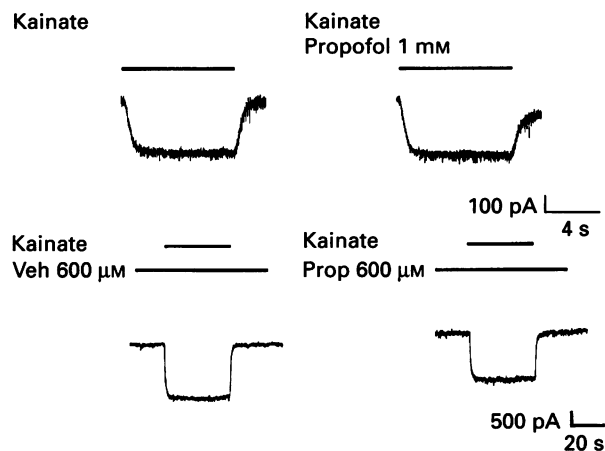 Kainate
Kainate
Propofol 1 mM
100 pA
4 s
Kainate
Veh 600 μM
Kainate
Prop 600 μM
500 pA
20 s